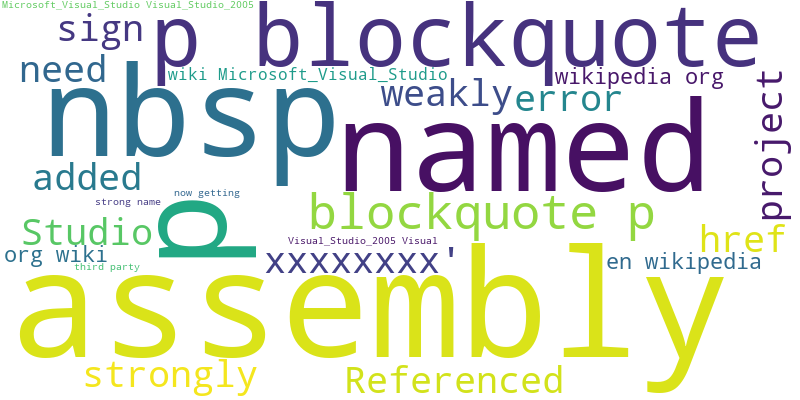 Microsoft_Visual_Studio Visual_Studio_2005
sign
p blockquote
need
wiki Microsoft_Visual_Studio
wikipedia org
nbsp
weakly
error
named
project
added
now getting
strong name
p
blockquote p
Studio
href
Visual_Studio_2005 Visual
org wiki
xxxxxxxx'
en wikipedia
third party
assembly
strongly
Referenced